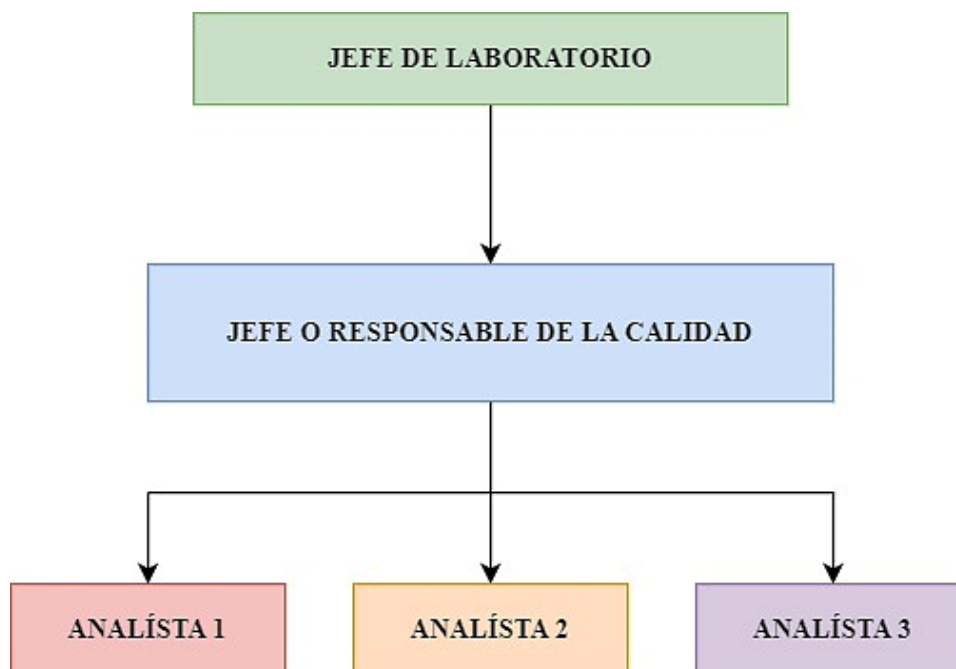 JEFE DE LABORATORIO
JEFE O RESPONSABLE DE LA CALIDAD
ANALÍSTA 1
ANALÍSTA 2
ANALÍSTA 3